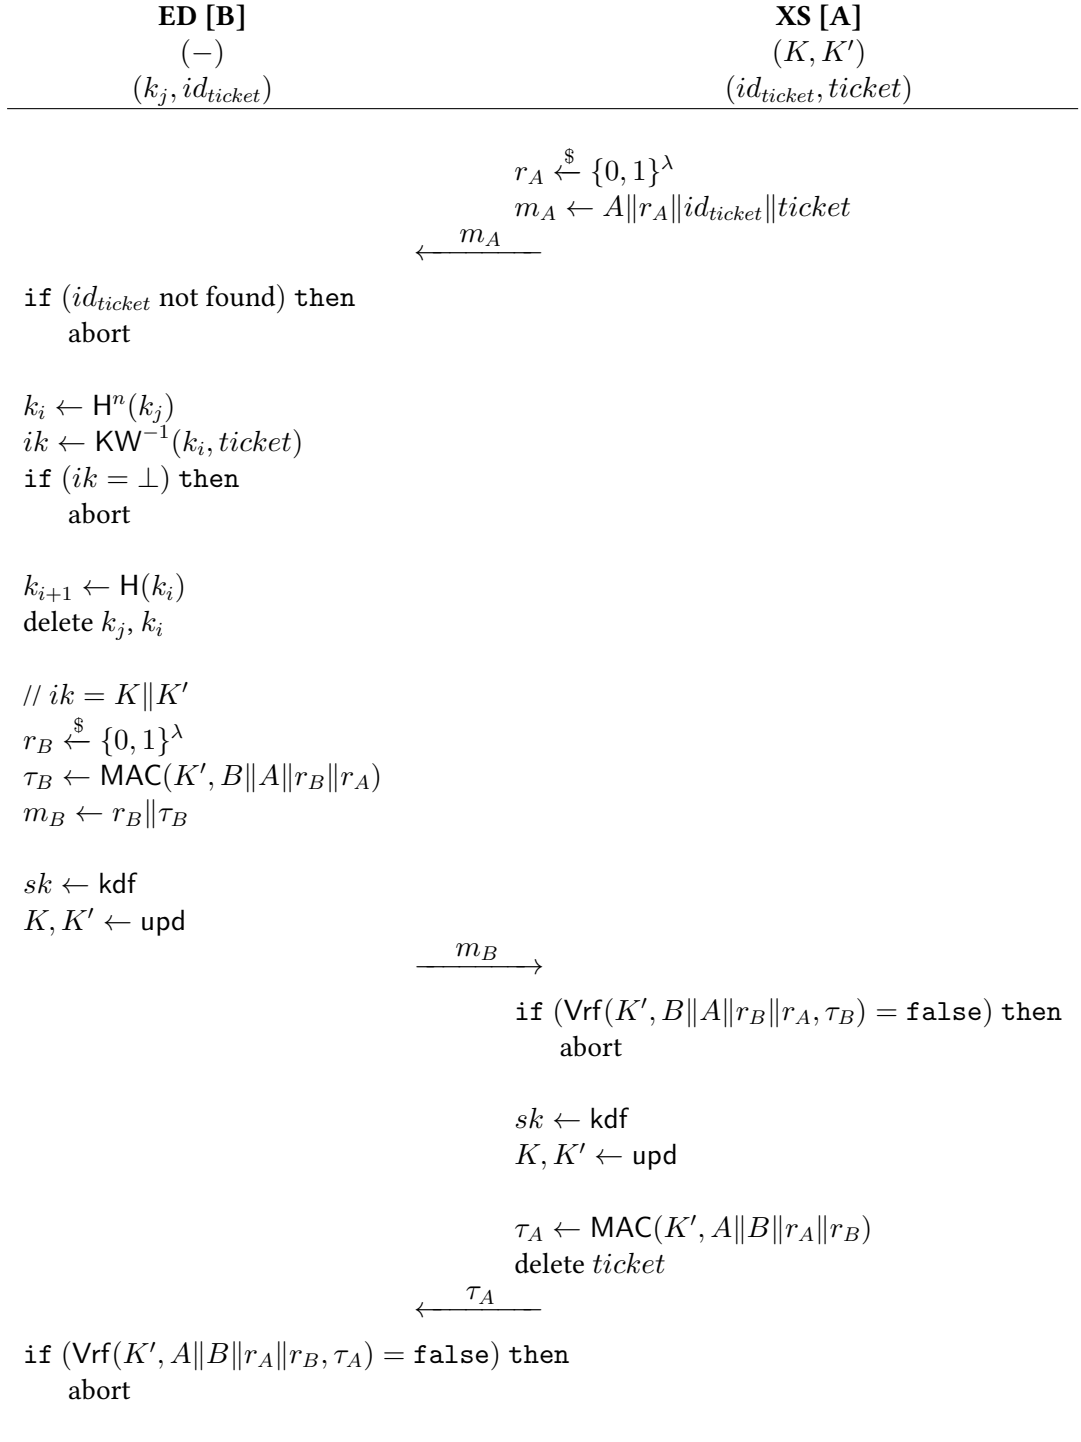 ED [B]
XS [A]
(−)
(K, K′)
(k_j, id_ticket)
(id_ticket, ticket)
r_A ←$ {0, 1}^λ
m_A ← A‖r_A‖id_ticket‖ticket
m_A
if (id_ticket not found) then
abort
k_i ← H^n(k_j)
ik ← KW^−1(k_i, ticket)
if (ik = ⊥) then
abort
k_{i+1} ← H(k_i)
delete k_j, k_i
// ik = K‖K′
r_B ←$ {0, 1}^λ
τ_B ← MAC(K′, B‖A‖r_B‖r_A)
m_B ← r_B‖τ_B
sk ← kdf
K, K′ ← upd
m_B
if (Vrf(K′, B‖A‖r_B‖r_A, τ_B) = false) then
abort
sk ← kdf
K, K′ ← upd
τ_A ← MAC(K′, A‖B‖r_A‖r_B)
delete ticket
τ_A
if (Vrf(K′, A‖B‖r_A‖r_B, τ_A) = false) then
abort